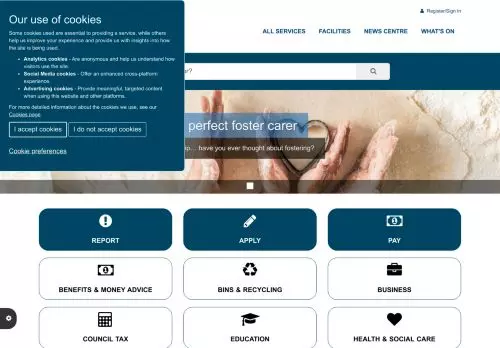 Our use of cookies
Some cookies used are essential to providing a service, while others
help us improve your experience and provide us with insights into how
the site is being used.
Analytics cookies - Are anonymous and help us understand how
visitors use the site.
Social Media cookies - Offer an enhanced cross-platform
experience.
Advertising cookies - Provide meaningful, targeted content
when using this website and other platforms.
For more detailed information about the cookies we use, see our
Cookies page
I accept cookies
I do not accept cookies
Cookie preferences
Register/Sign in
ALL SERVICES
FACILITIES
NEWS CENTRE
WHAT'S ON
perfect foster carer
... have you ever thought about fostering?
REPORT
APPLY
PAY
BENEFITS & MONEY ADVICE
BINS & RECYCLING
BUSINESS
COUNCIL TAX
EDUCATION
HEALTH & SOCIAL CARE